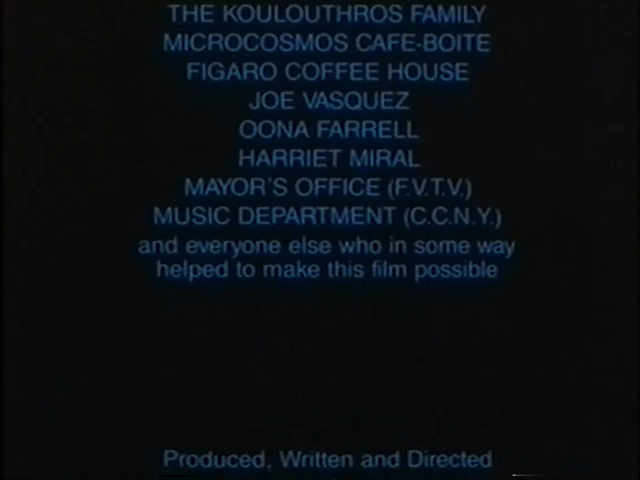 THE KOULOUTHROS FAMILY
MICROCOSMOS CAFE-BOITE
FIGARO COFFEE HOUSE
JOE VASQUEZ
OONA FARRELL
HARRIET MIRAL
MAYOR'S OFFICE (F.V.T.V.)
MUSIC DEPARTMENT (C.C.N.Y.)
and everyone else who in some way
helped to make this film possible
Produced, Written and Directed